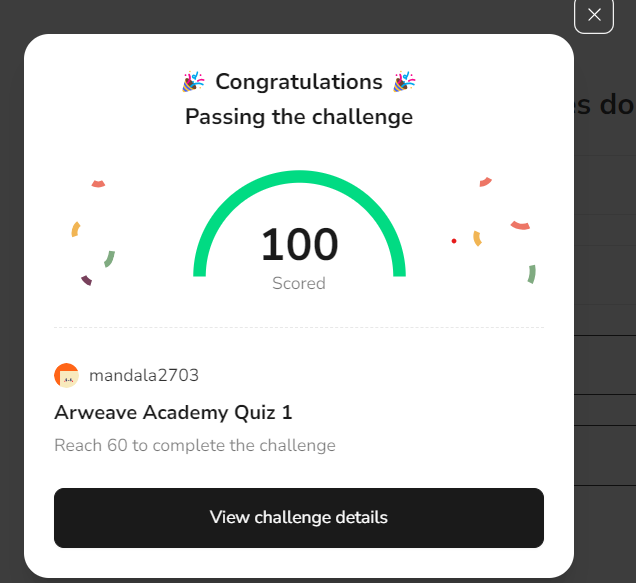 🎉 Congratulations 🎉
Passing the challenge
es do
100
Scored
mandala2703
Arweave Academy Quiz 1
Reach 60 to complete the challenge
View challenge details